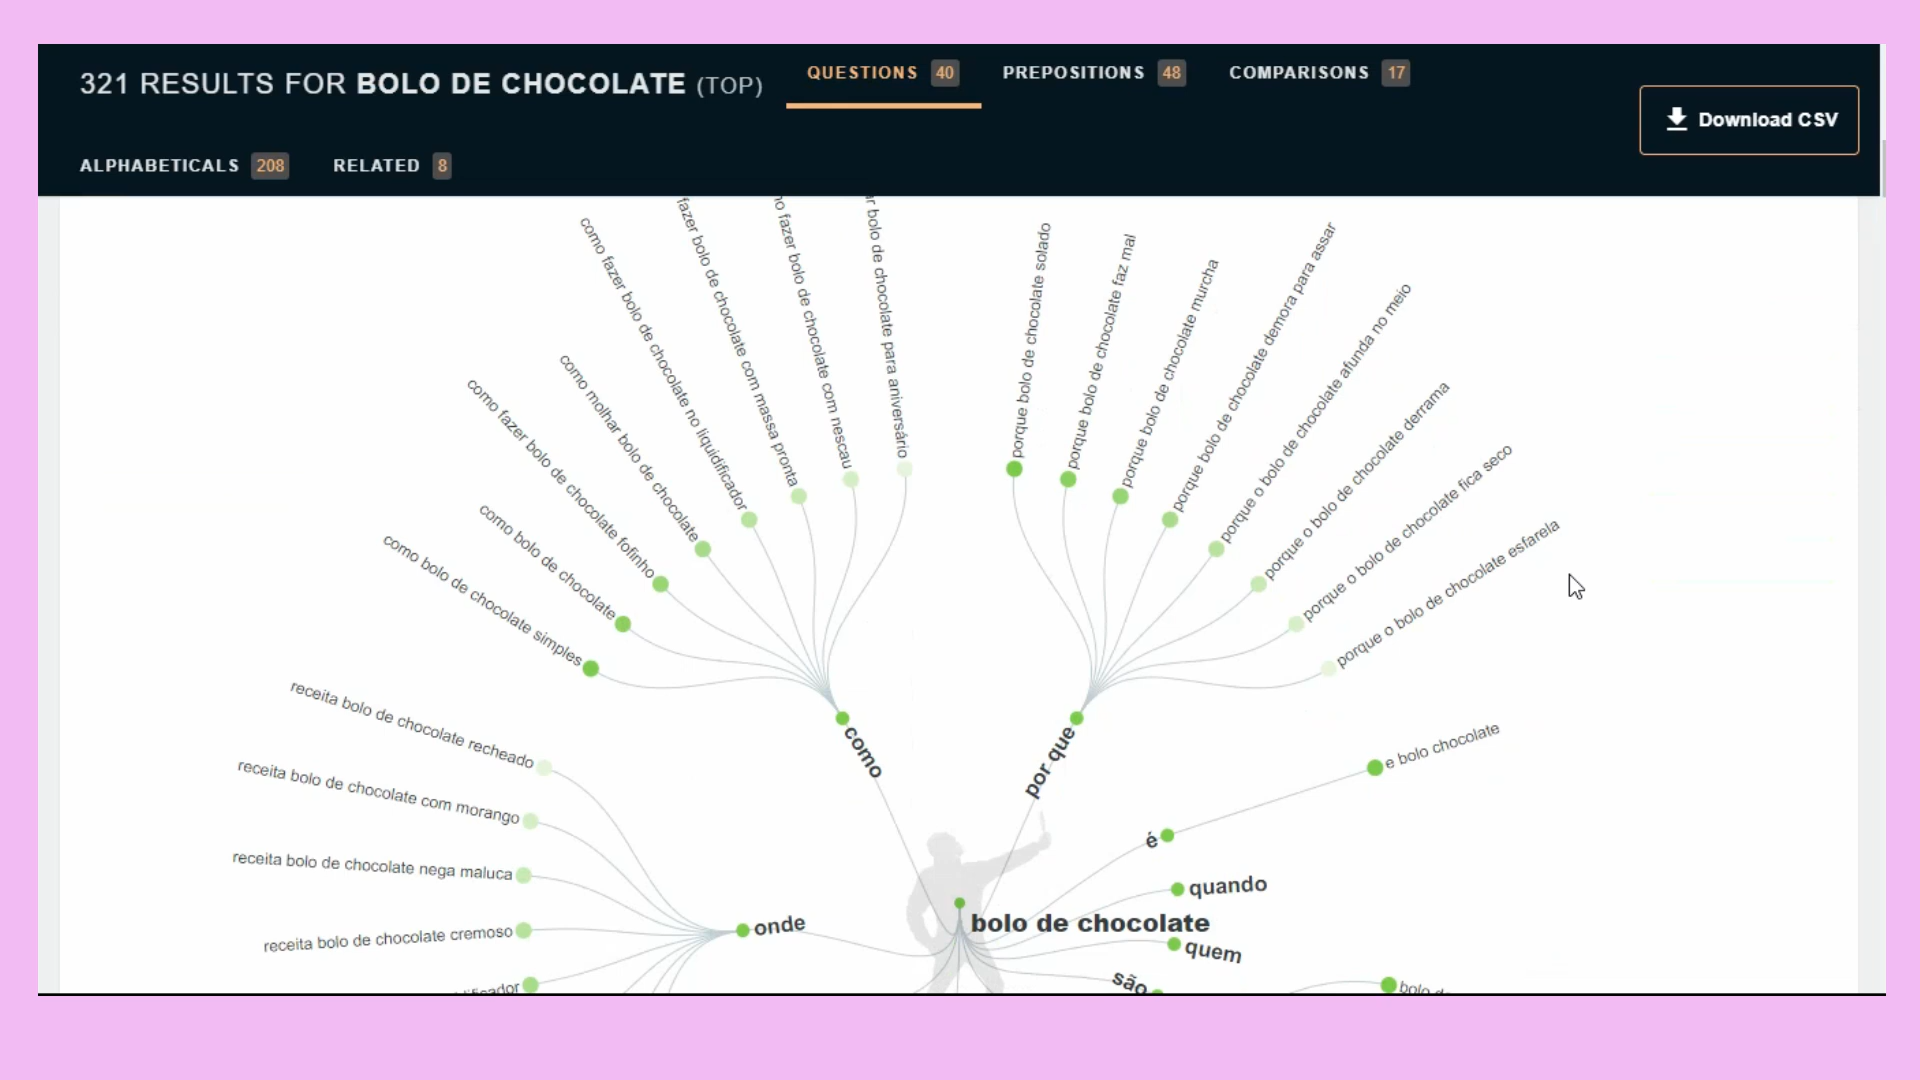 321 RESULTS FOR BOLO DE CHOCOLATE (TOP)
QUESTIONS 40
PREPOSITIONS 48
COMPARISONS 17
Download CSV
ALPHABETICALS 208
RELATED 8
como fazer bolo de chocolate no liquidificador
fazer bolo de chocolate com massa pronta
fazer bolo de chocolate com nescau
bolo de chocolate para aniversário
porque bolo de chocolate solado
porque bolo de chocolate faz mal
porque bolo de chocolate murcha
porque bolo de chocolate demora para assar
porque o bolo de chocolate afunda no meio
porque o bolo de chocolate derrama
porque o bolo de chocolate fica seco
porque o bolo de chocolate esfarela
como molhar bolo de chocolate
como fazer bolo de chocolate fofinho
como bolo de chocolate
como bolo de chocolate simples
receita bolo de chocolate recheado
receita bolo de chocolate com morango
receita bolo de chocolate nega maluca
receita bolo de chocolate cremoso
como
por que
e bolo chocolate
é
quando
onde
bolo de chocolate
quem
são
bolo